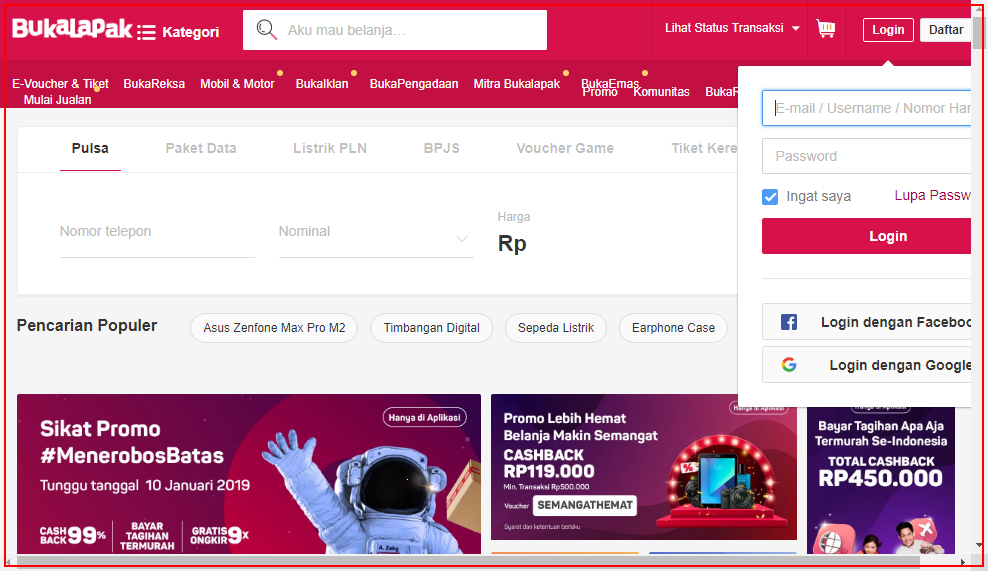 BukaLapak
Kategori
Aku mau belanja...
Lihat Status Transaksi
Login
Daftar
E-Voucher & Tiket
BukaReksa
Mobil & Motor
BukaIklan
BukaPengadaan
Mitra Bukalapak
BukaEmas
Mulai Jualan
Promo
Komunitas
BukaR
E-mail / Username / Nomor Har
Password
Ingat saya
Lupa Passw
Login
Login dengan Faceboo
Login dengan Google
Pulsa
Paket Data
Listrik PLN
BPJS
Voucher Game
Tiket Kere
Nomor telepon
Nominal
Harga
Rp
Pencarian Populer
Asus Zenfone Max Pro M2
Timbangan Digital
Sepeda Listrik
Earphone Case
Hanya di Aplikasi
Sikat Promo
#MenerobosBatas
Tunggu tanggal 10 Januari 2019
CASH
BACK 99%
BAYAR
TAGIHAN
TERMURAH
GRATIS
ONGKIR 9X
A. Zaky
Hanya di Aplikasi
Promo Lebih Hemat
Belanja Makin Semangat
CASHBACK
RP119.000
Min. Transaksi Rp500.000
Voucher SEMANGATHEMAT
Syarat dan ketentuan berlaku
%
Hanya di Aplikasi
Bayar Tagihan Apa Aja
Termurah Se-Indonesia
TOTAL CASHBACK
RP450.000